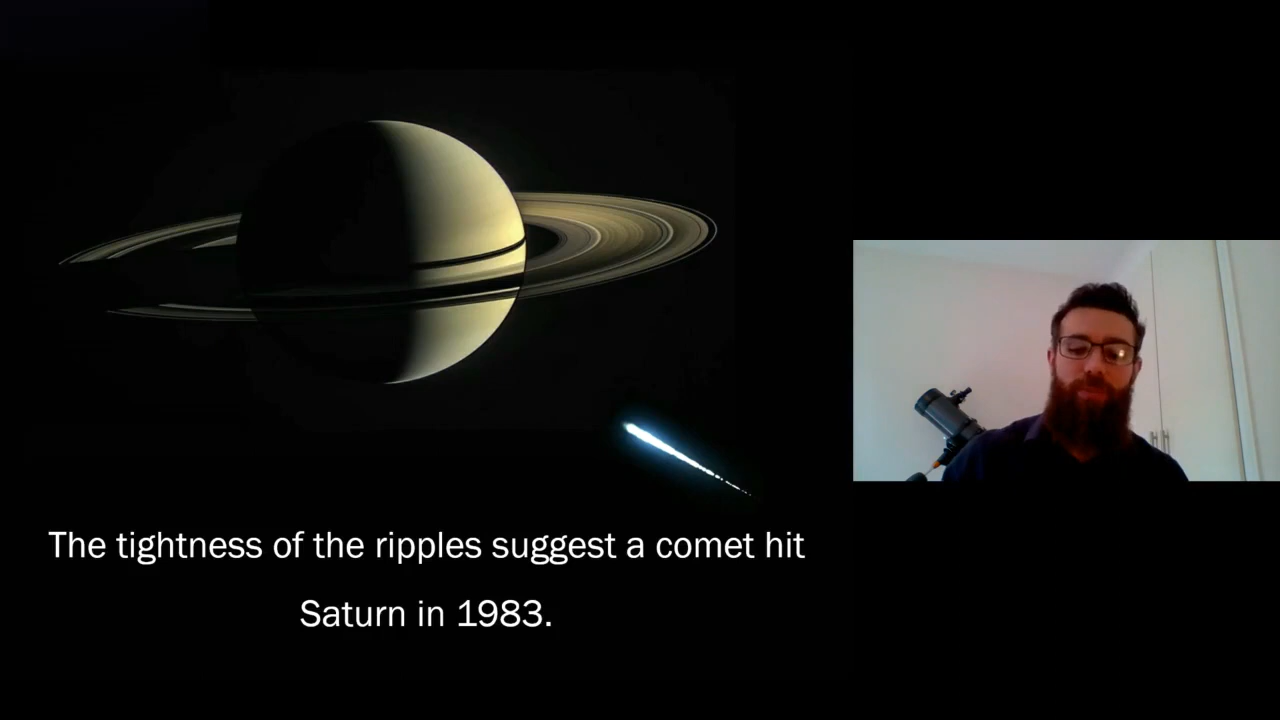 The tightness of the ripples suggest a comet hit
Saturn in 1983.